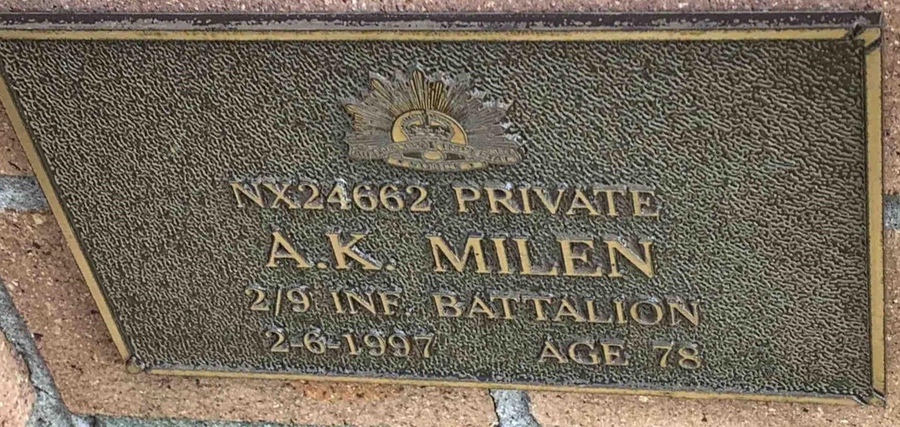 NX24662 PRIVATE
A.K. MILEN
2/9 INF. BATTALION
2-6-1997 AGE 78